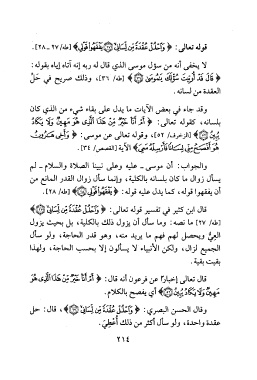 قوله تعالى: ﴿وَاحْلُلْ عُقْدَةً مِن لِّسَانِي ۝ يَفْقَهُوا قَوْلِي﴾ [طه/٢٧ - ٢٨].
لا يخفى أنه من سؤل موسى الذي قال له ربه إنه آتاه إياه بقوله:
﴿قَالَ قَدْ أُوتِيتَ سُؤْلَكَ يَا مُوسَى﴾ [طه/ ٣٦]، وذلك صريح في حَلّ
العقدة من لسانه.
وقد جاء في بعض الآيات ما يدل على بقاء شيء من الذي كان
بلسانه، كقوله تعالى: ﴿أَمْ أَنَا خَيْرٌ مِّنْ هَذَا الَّذِي هُوَ مَهِينٌ وَلَا يَكَادُ
يُبِينُ﴾ [الزخرف/ ٥٢]، وقوله تعالى عن موسى: ﴿وَأَخِي هَارُونُ
هُوَ أَفْصَحُ مِنِّي لِسَانًا فَأَرْسِلْهُ مَعِيَ﴾ الآية [القصص/ ٣٤].
والجواب: أن موسى ـ عليه وعلى نبينا الصلاة والسلام ـ لم
يسأل زوال ما كان بلسانه بالكلية، وإنما سأل زوال القدر المانع من
أن يفقهوا قوله، كما يدل عليه قوله: ﴿يَفْقَهُوا قَوْلِي﴾ [طه/ ٢٨].
قال ابن كثير في تفسير قوله تعالى: ﴿وَاحْلُلْ عُقْدَةً مِّن لِّسَانِي﴾
[طه/ ٢٧] ما نصه: وما سأل أن يزول ذلك بالكلية، بل بحيث يزول
العيُّ ويحصل لهم فهم ما يريد منه، وهو قدر الحاجة، ولو سأل
الجميع لزال، ولكن الأنبياء لا يسألون إلا بحسب الحاجة، ولهذا
بقيت بقية.
قال تعالى إخبارًا عن فرعون أنه قال: ﴿أَمْ أَنَا خَيْرٌ مِّنْ هَذَا الَّذِي هُوَ
مَهِينٌ وَلَا يَكَادُ يُبِينُ﴾ أي يفصح بالكلام.
وقال الحسن البصري: ﴿وَاحْلُلْ عُقْدَةً مِّن لِّسَانِي﴾، قال: حل
عقدة واحدة، ولو سأل أكثر من ذلك أُعطِيَ.
٢١٤